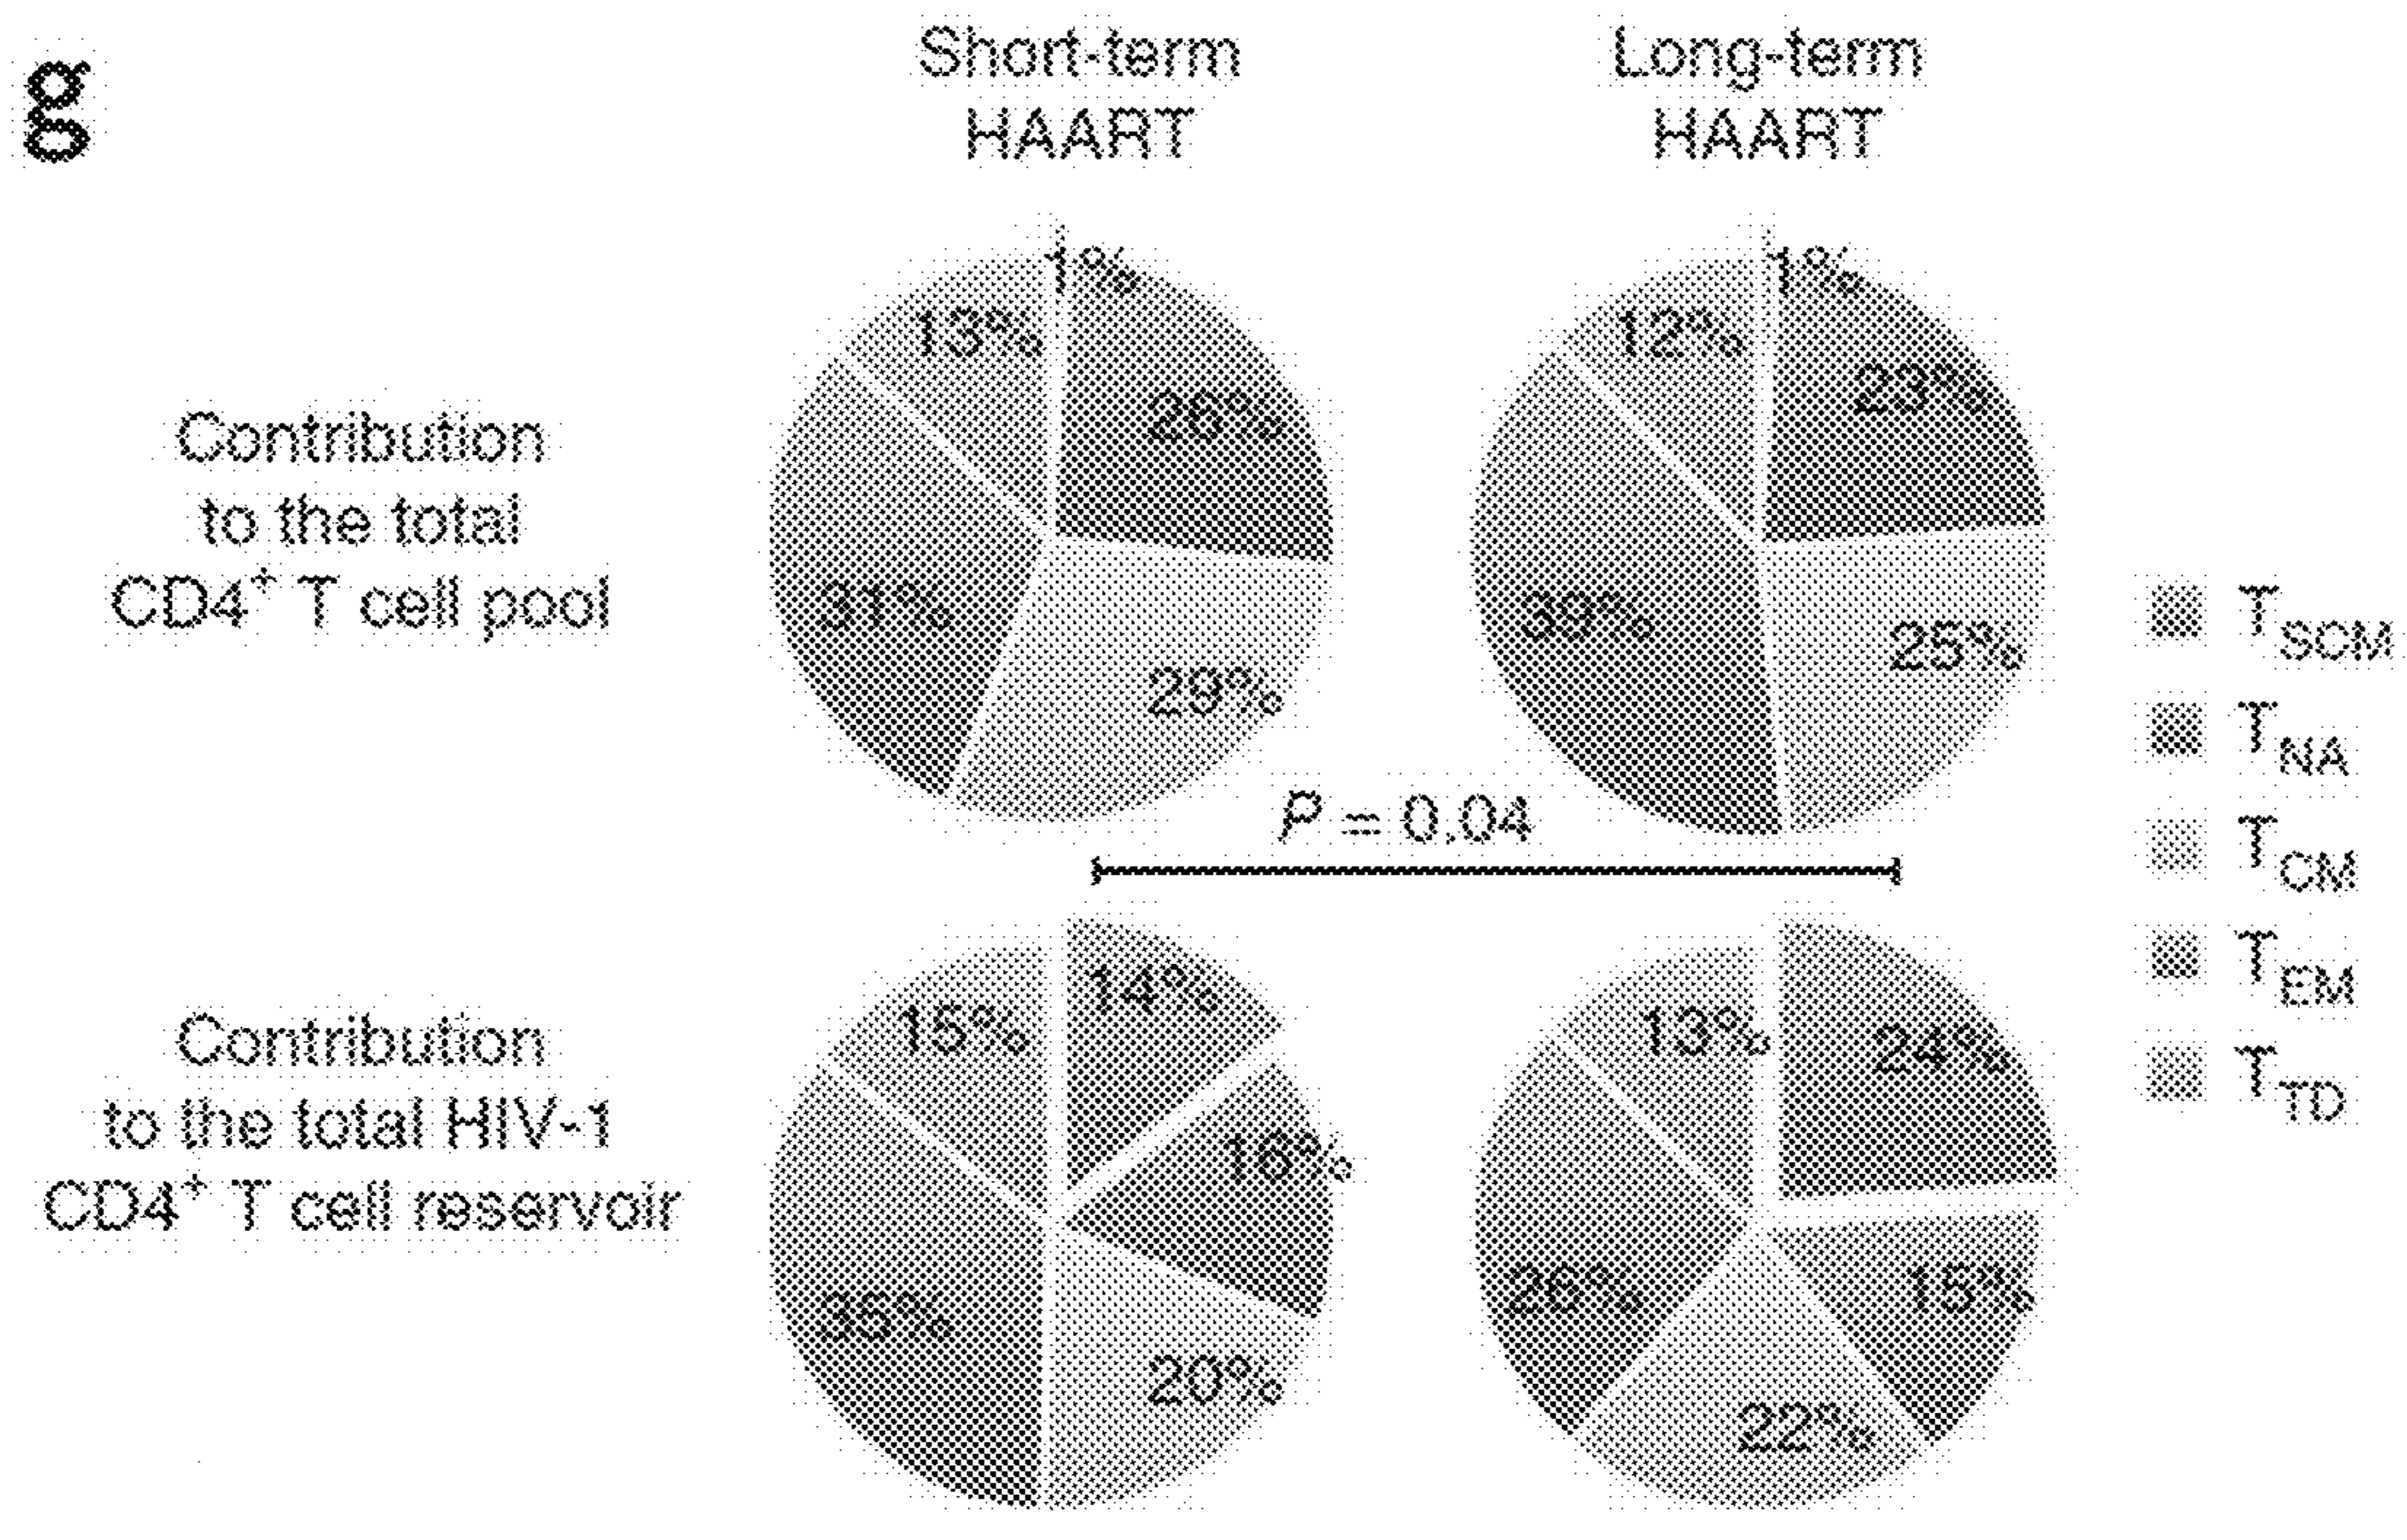 g
Short-term
HAART
Long-term
HAART
Contribution
to the total
CD4⁺ T cell pool
1%
13%
26%
31%
29%
1%
12%
23%
39%
25%
P = 0.04
Contribution
to the total HIV-1
CD4⁺ T cell reservoir
14%
15%
16%
35%
20%
24%
13%
15%
26%
22%
T_SCM
T_NA
T_CM
T_EM
T_TD